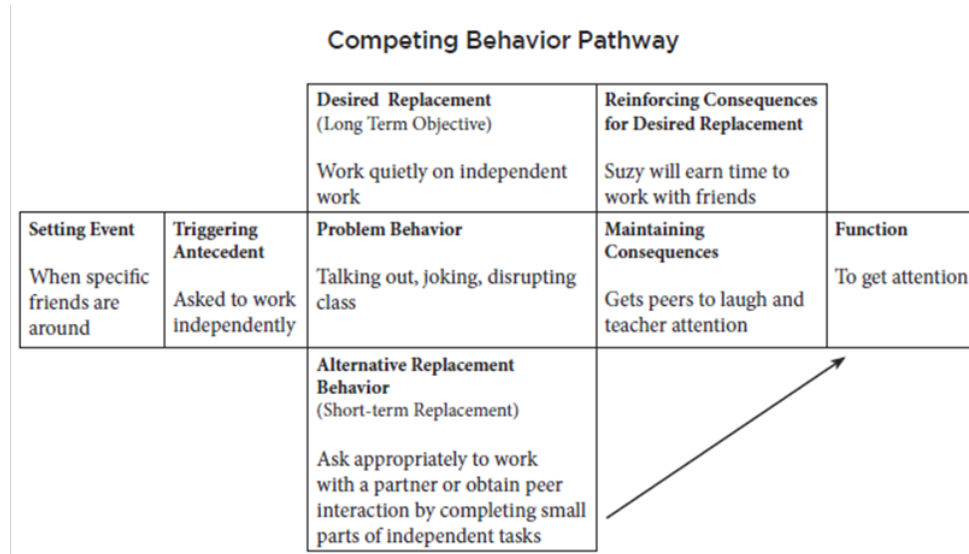 Competing Behavior Pathway
Desired Replacement
(Long Term Objective)
Work quietly on independent
work
Reinforcing Consequences
for Desired Replacement
Suzy will earn time to
work with friends
Setting Event
When specific
friends are
around
Triggering
Antecedent
Asked to work
independently
Problem Behavior
Talking out, joking, disrupting
class
Maintaining
Consequences
Gets peers to laugh and
teacher attention
Function
To get attention
Alternative Replacement
Behavior
(Short-term Replacement)
Ask appropriately to work
with a partner or obtain peer
interaction by completing small
parts of independent tasks